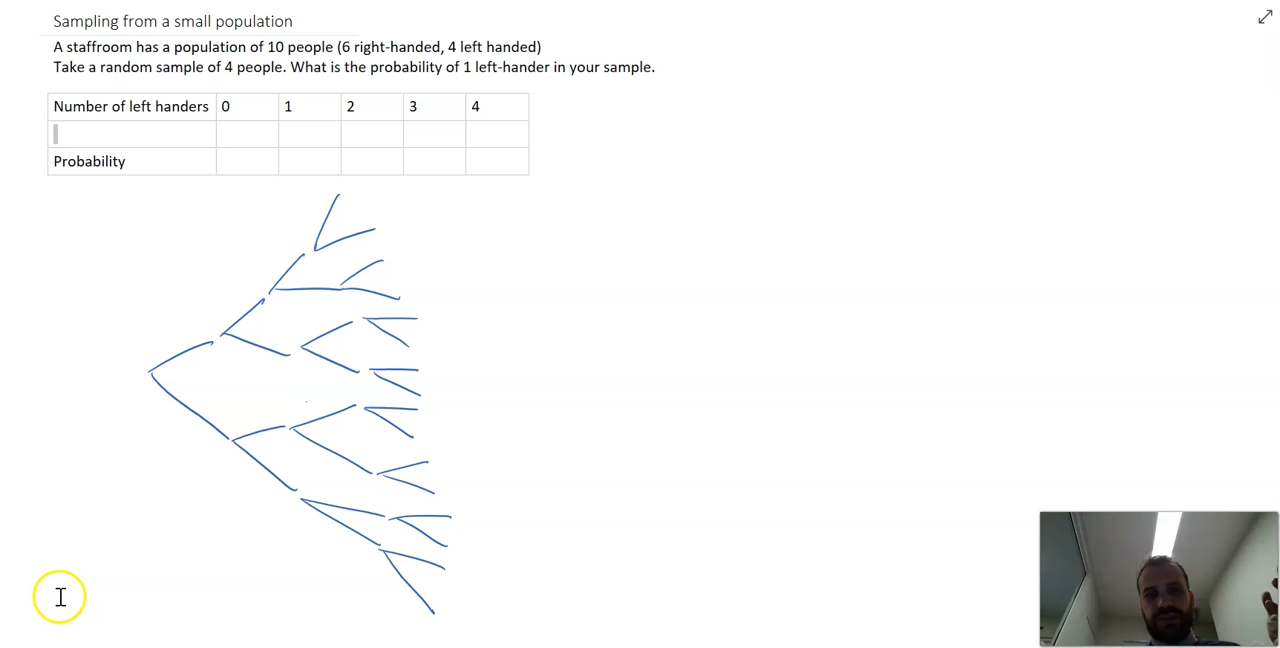 Sampling from a small population
A staffroom has a population of 10 people (6 right-handed, 4 left handed)
Take a random sample of 4 people. What is the probability of 1 left-hander in your sample.
Number of left handers 0 1 2 3 4
Probability